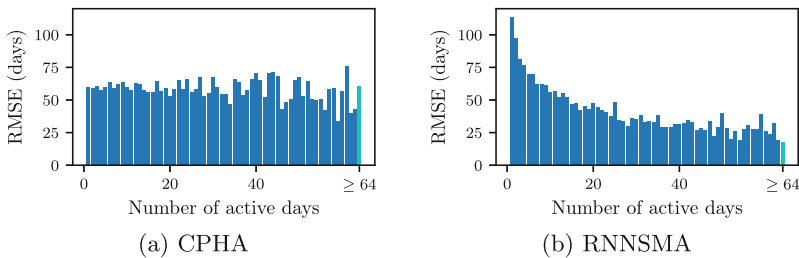 RMSE (days)
100
75
50
25
0
0 20 40 ≥ 64
Number of active days
(a) CPHA
RMSE (days)
100
75
50
25
0
0 20 40 ≥ 64
Number of active days
(b) RNNSMA